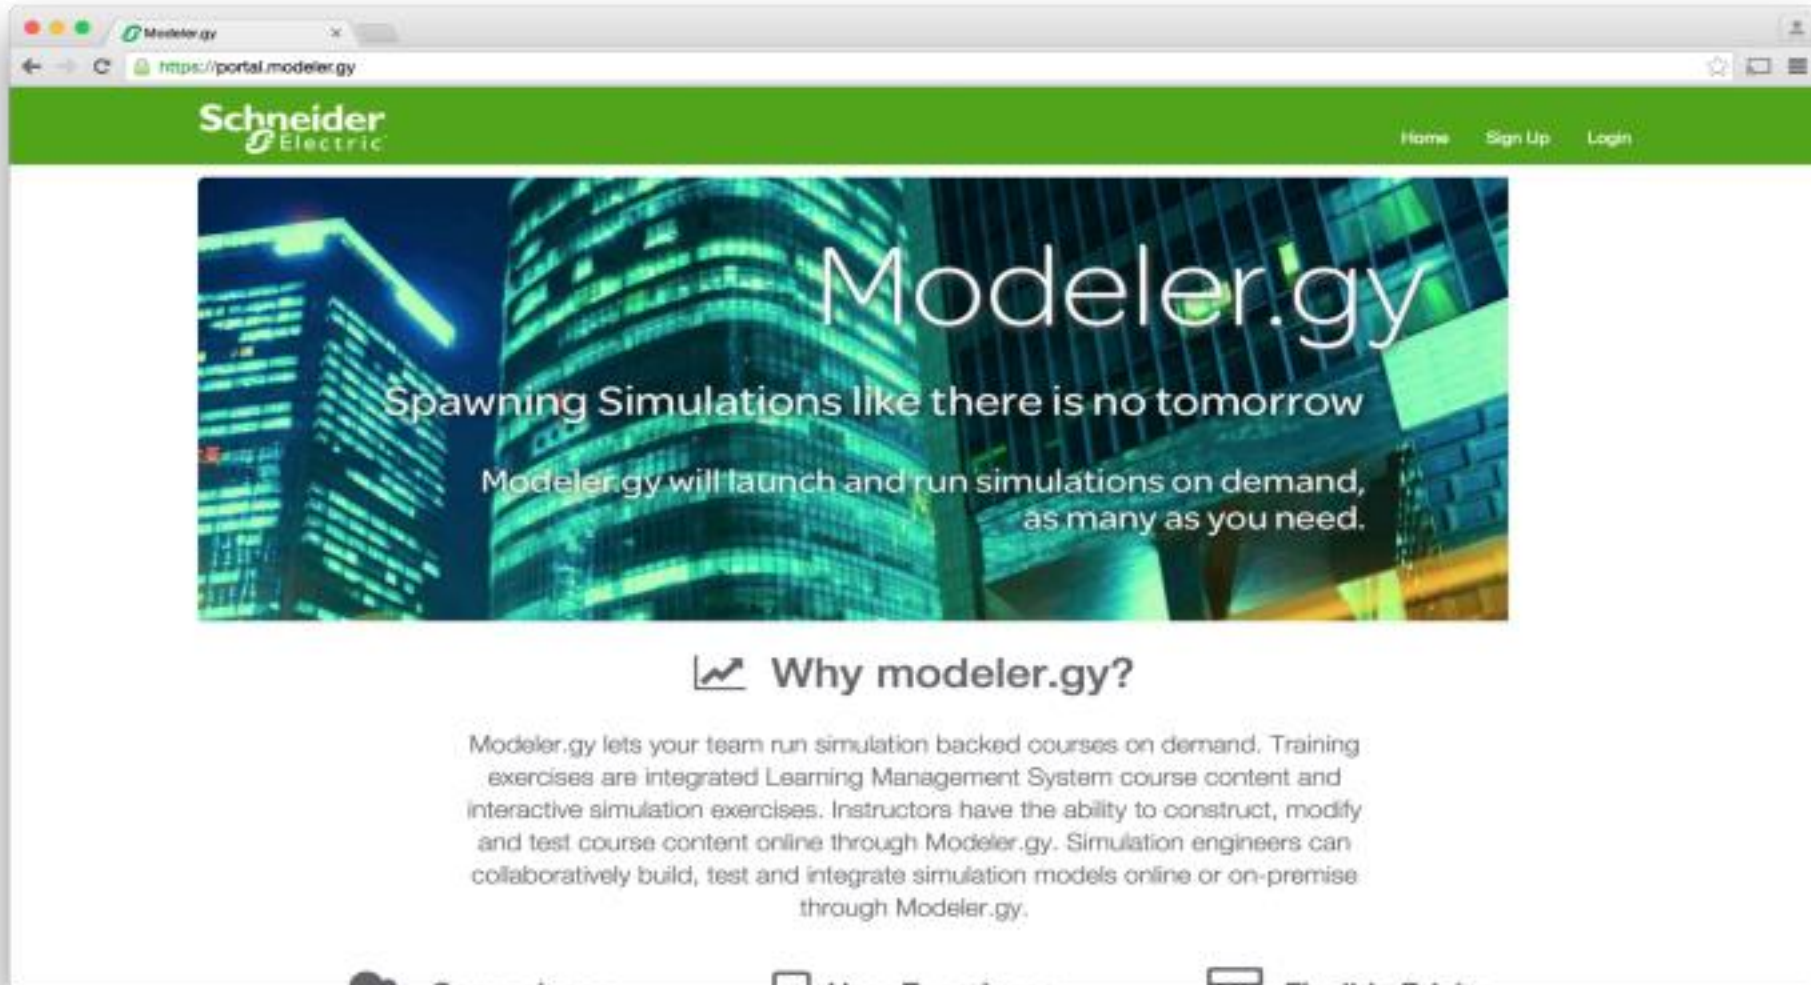 Modeler.gy
https://portal.modeler.gy
Schneider
Electric
Home Sign Up Login
Modeler.gy
Spawning Simulations like there is no tomorrow
Modeler.gy will launch and run simulations on demand,
as many as you need.
Why modeler.gy?
Modeler.gy lets your team run simulation backed courses on demand. Training
exercises are integrated Learning Management System course content and
interactive simulation exercises. Instructors have the ability to construct, modify
and test course content online through Modeler.gy. Simulation engineers can
collaboratively build, test and integrate simulation models online or on-premise
through Modeler.gy.